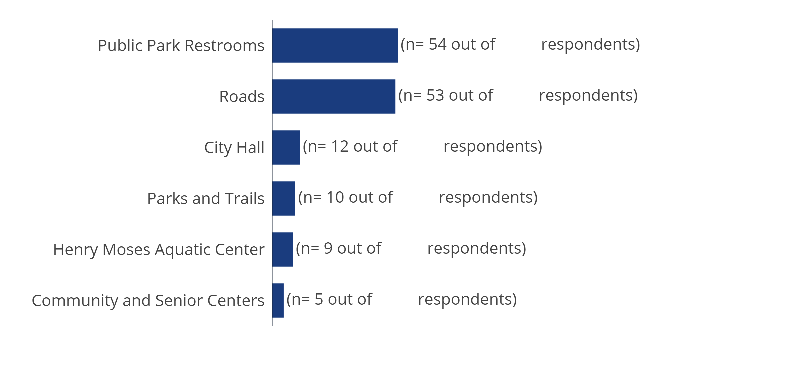 Public Park Restrooms (n= 54 out of respondents)
Roads (n= 53 out of respondents)
City Hall (n= 12 out of respondents)
Parks and Trails (n= 10 out of respondents)
Henry Moses Aquatic Center (n= 9 out of respondents)
Community and Senior Centers (n= 5 out of respondents)